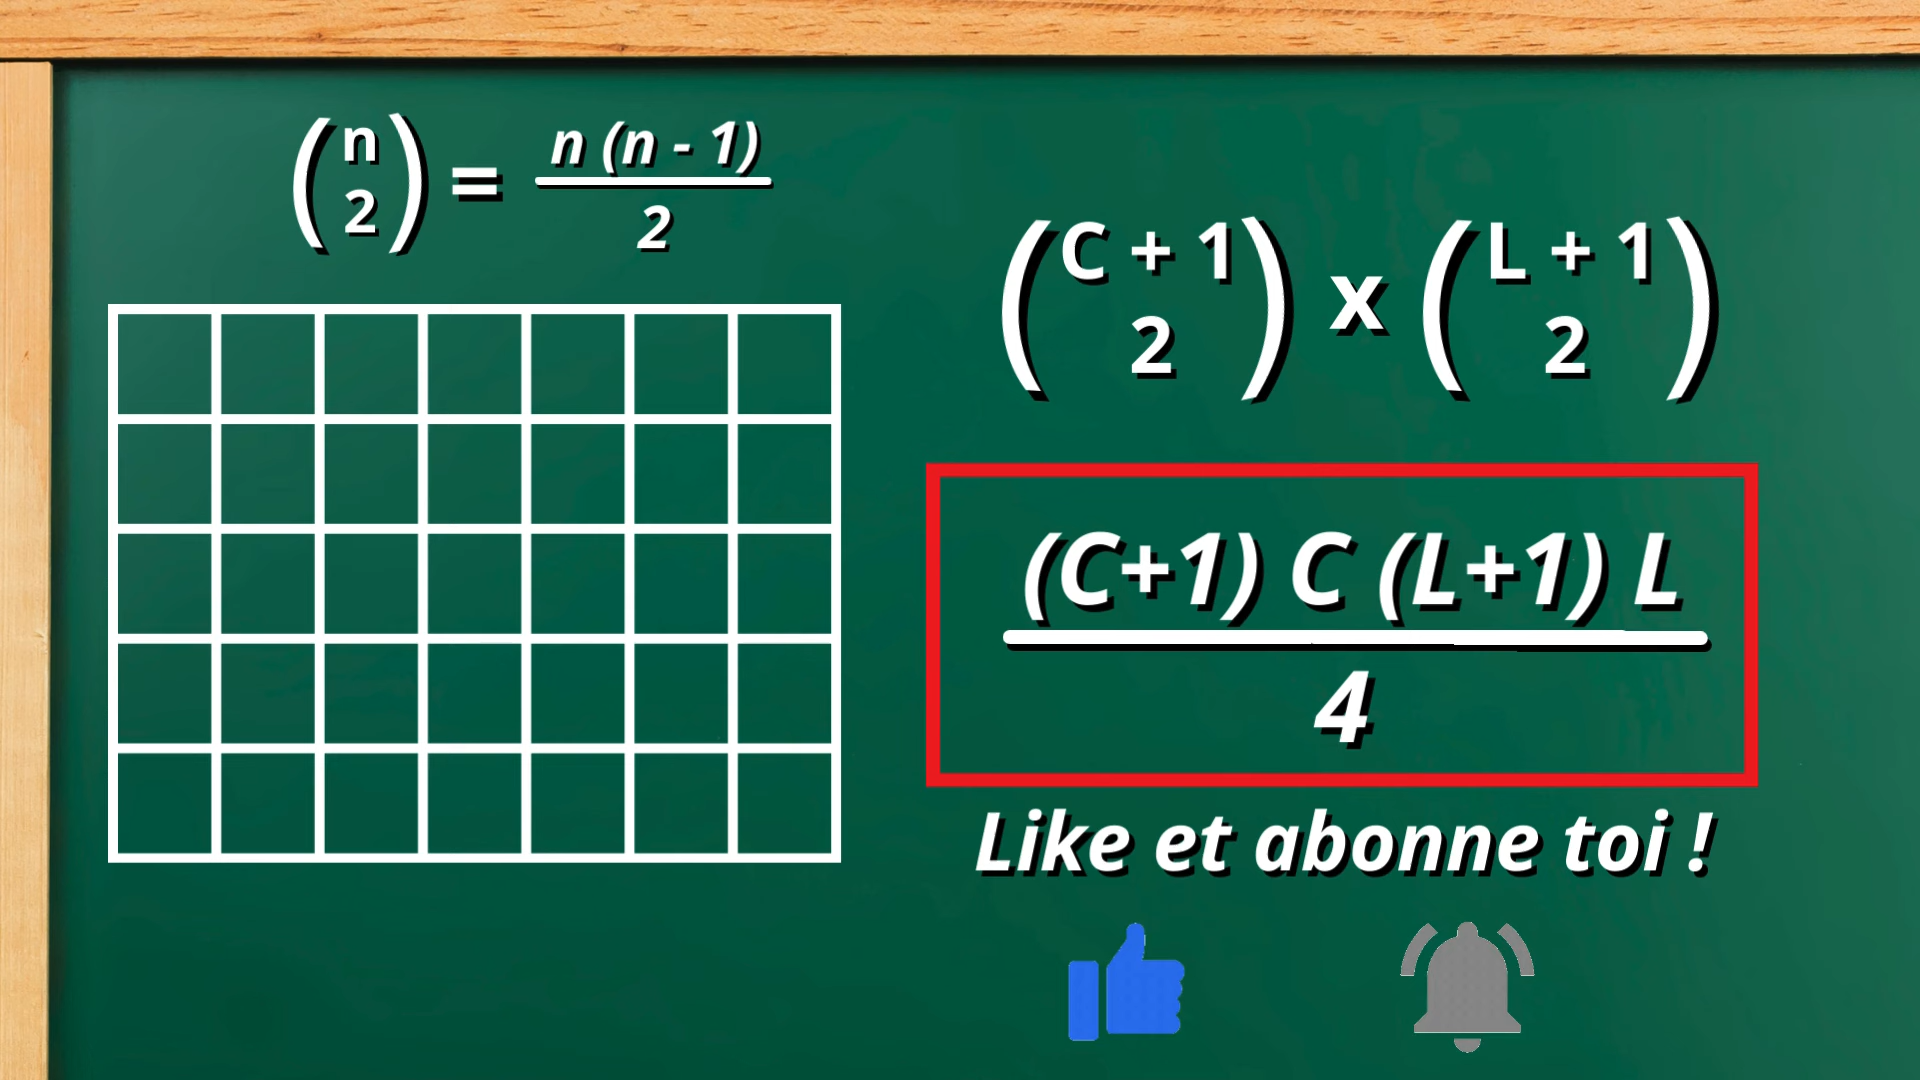 (n 2) = n (n - 1) / 2
(C + 1 2) x (L + 1 2)
(C+1) C (L+1) L
4
Like et abonne toi !